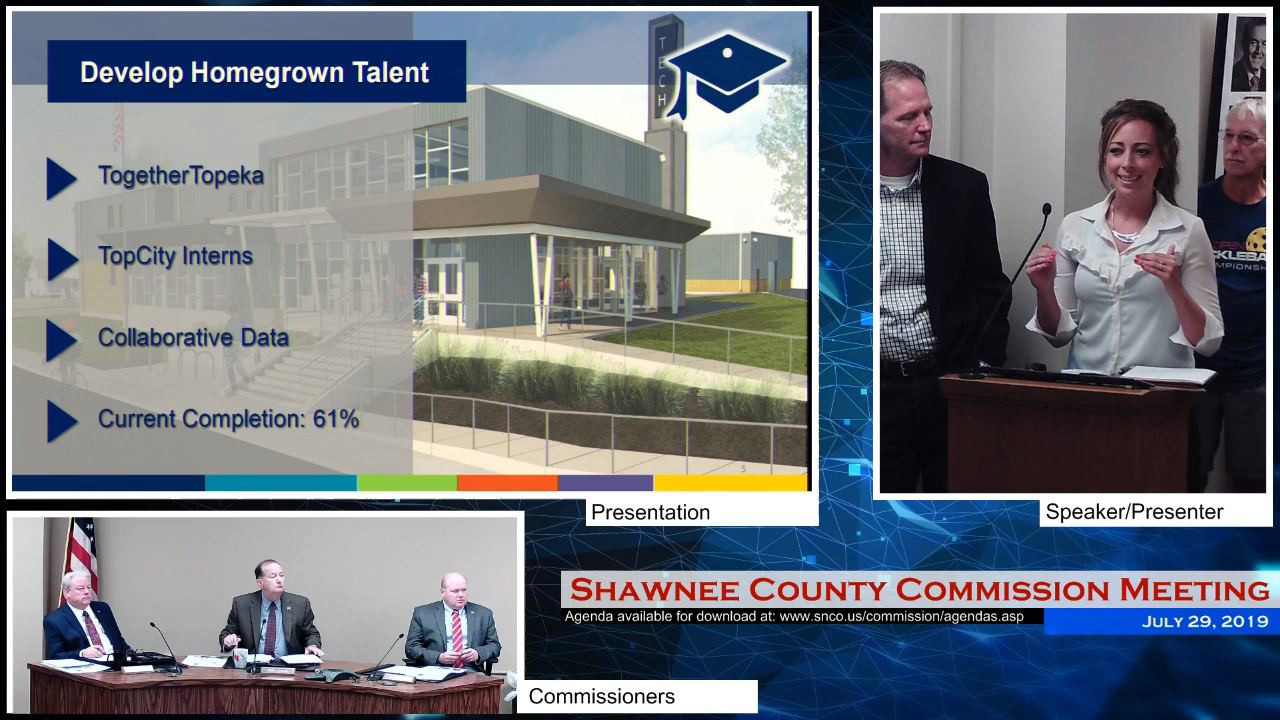 Develop Homegrown Talent
TECH
TogetherTopeka
TopCity Interns
Collaborative Data
Current Completion: 61%
5
Presentation
Speaker/Presenter
SHAWNEE COUNTY COMMISSION MEETING
Agenda available for download at: www.snco.us/commission/agendas.asp
JULY 29, 2019
Commissioners